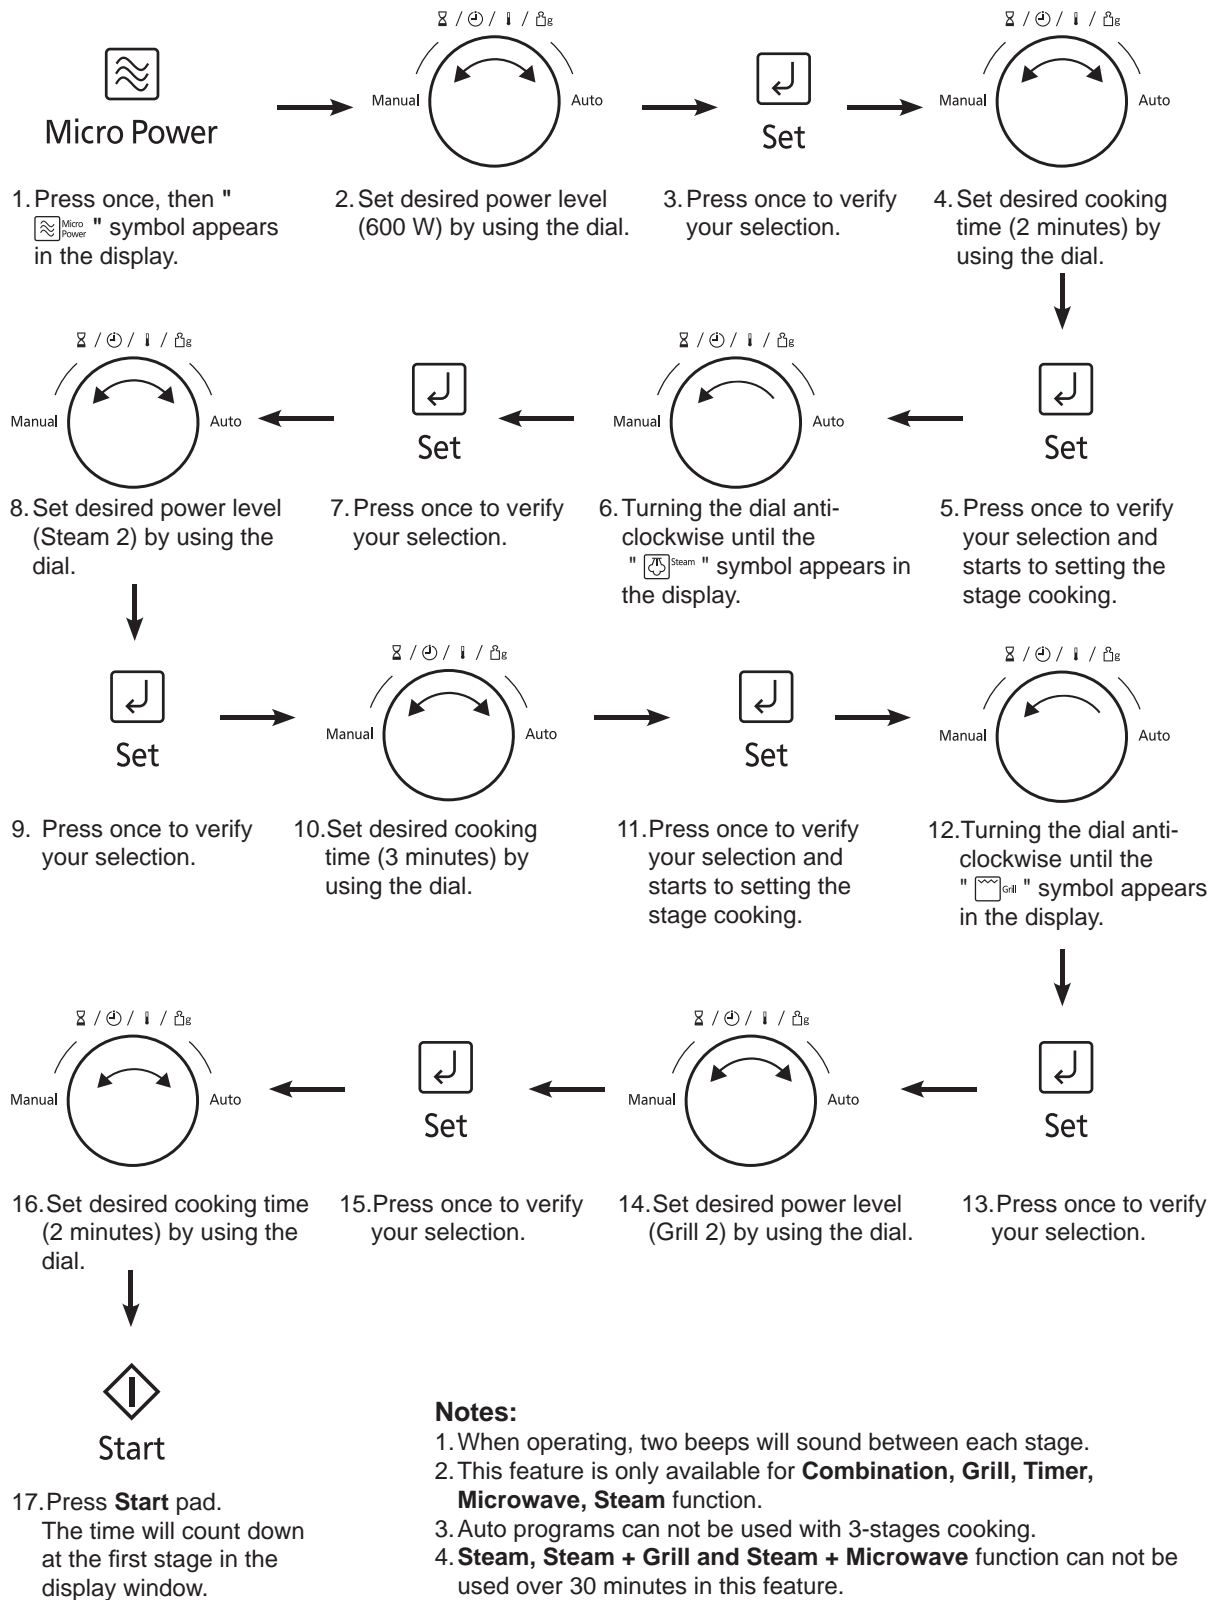 g
Manual
Auto
g
Manual
Auto
Micro Power
Set
1. Press once, then "
Micro Power " symbol appears
in the display.
2. Set desired power level
(600 W) by using the dial.
3. Press once to verify
your selection.
4. Set desired cooking
time (2 minutes) by
using the dial.
g
Manual
Auto
Set
g
Manual
Auto
Set
8. Set desired power level
(Steam 2) by using the
dial.
7. Press once to verify
your selection.
6. Turning the dial anti-
clockwise until the
" Steam " symbol appears in
the display.
5. Press once to verify
your selection and
starts to setting the
stage cooking.
Set
g
Manual
Auto
Set
g
Manual
Auto
9. Press once to verify
your selection.
10. Set desired cooking
time (3 minutes) by
using the dial.
11. Press once to verify
your selection and
starts to setting the
stage cooking.
12. Turning the dial anti-
clockwise until the
" Grill " symbol appears
in the display.
g
Manual
Auto
Set
g
Manual
Auto
Set
16. Set desired cooking time
(2 minutes) by using the
dial.
15. Press once to verify
your selection.
14. Set desired power level
(Grill 2) by using the dial.
13. Press once to verify
your selection.
Start
17. Press Start pad.
The time will count down
at the first stage in the
display window.
Notes:
1. When operating, two beeps will sound between each stage.
2. This feature is only available for Combination, Grill, Timer,
Microwave, Steam function.
3. Auto programs can not be used with 3-stages cooking.
4. Steam, Steam + Grill and Steam + Microwave function can not be
used over 30 minutes in this feature.